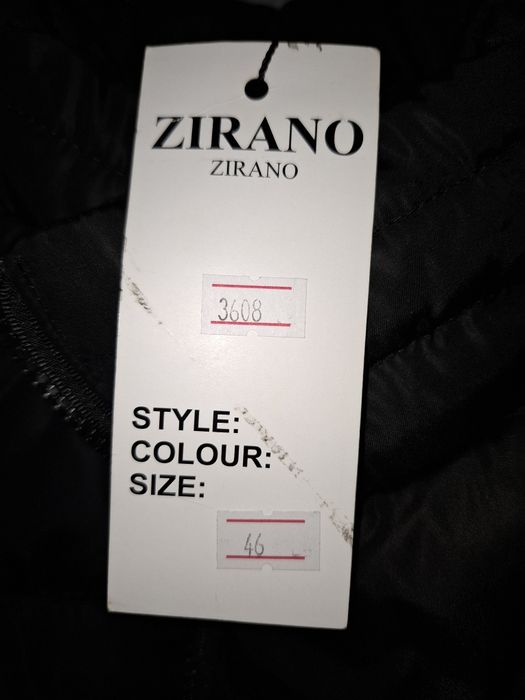 ZIRANO
ZIRANO
3608
STYLE:
COLOUR:
SIZE:
46